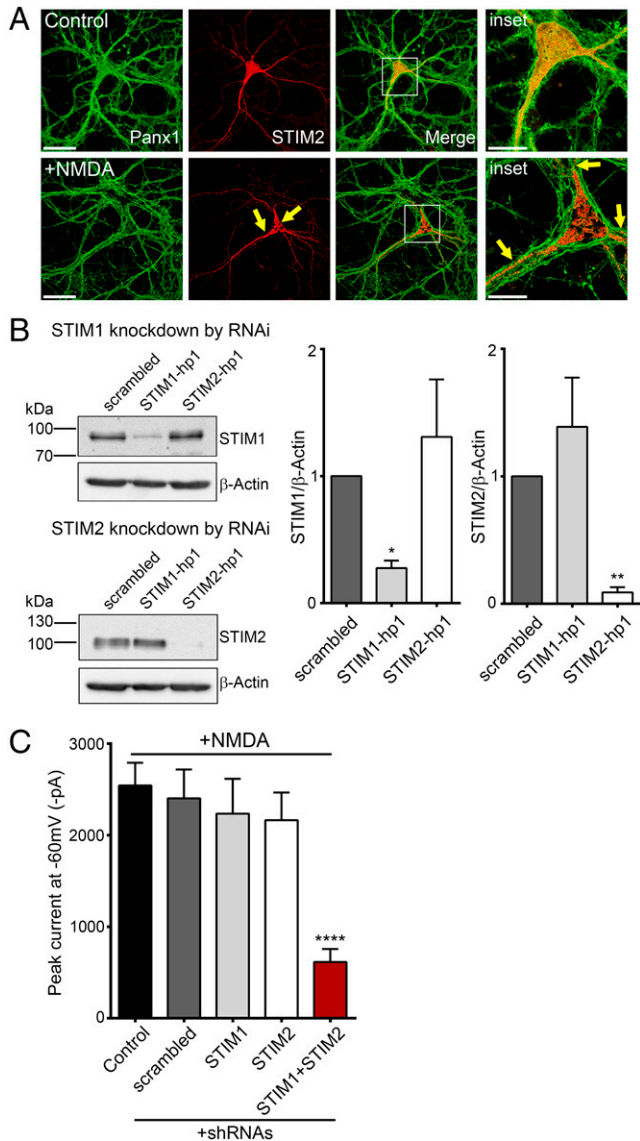 A
Control
Panx1
STIM2
Merge
inset
+NMDA
inset
B
STIM1 knockdown by RNAi
scrambled
STIM1-hp1
STIM2-hp1
kDa
100
70
STIM1
β-Actin
STIM2 knockdown by RNAi
scrambled
STIM1-hp1
STIM2-hp1
kDa
130
100
STIM2
β-Actin
STIM1/β-Actin
2
1
0
*
scrambled
STIM1-hp1
STIM2-hp1
STIM2/β-Actin
2
1
0
**
scrambled
STIM1-hp1
STIM2-hp1
C
+NMDA
Peak current at -60mV (-pA)
3000
2000
1000
0
****
Control
scrambled
STIM1
STIM2
STIM1+STIM2
+shRNAs